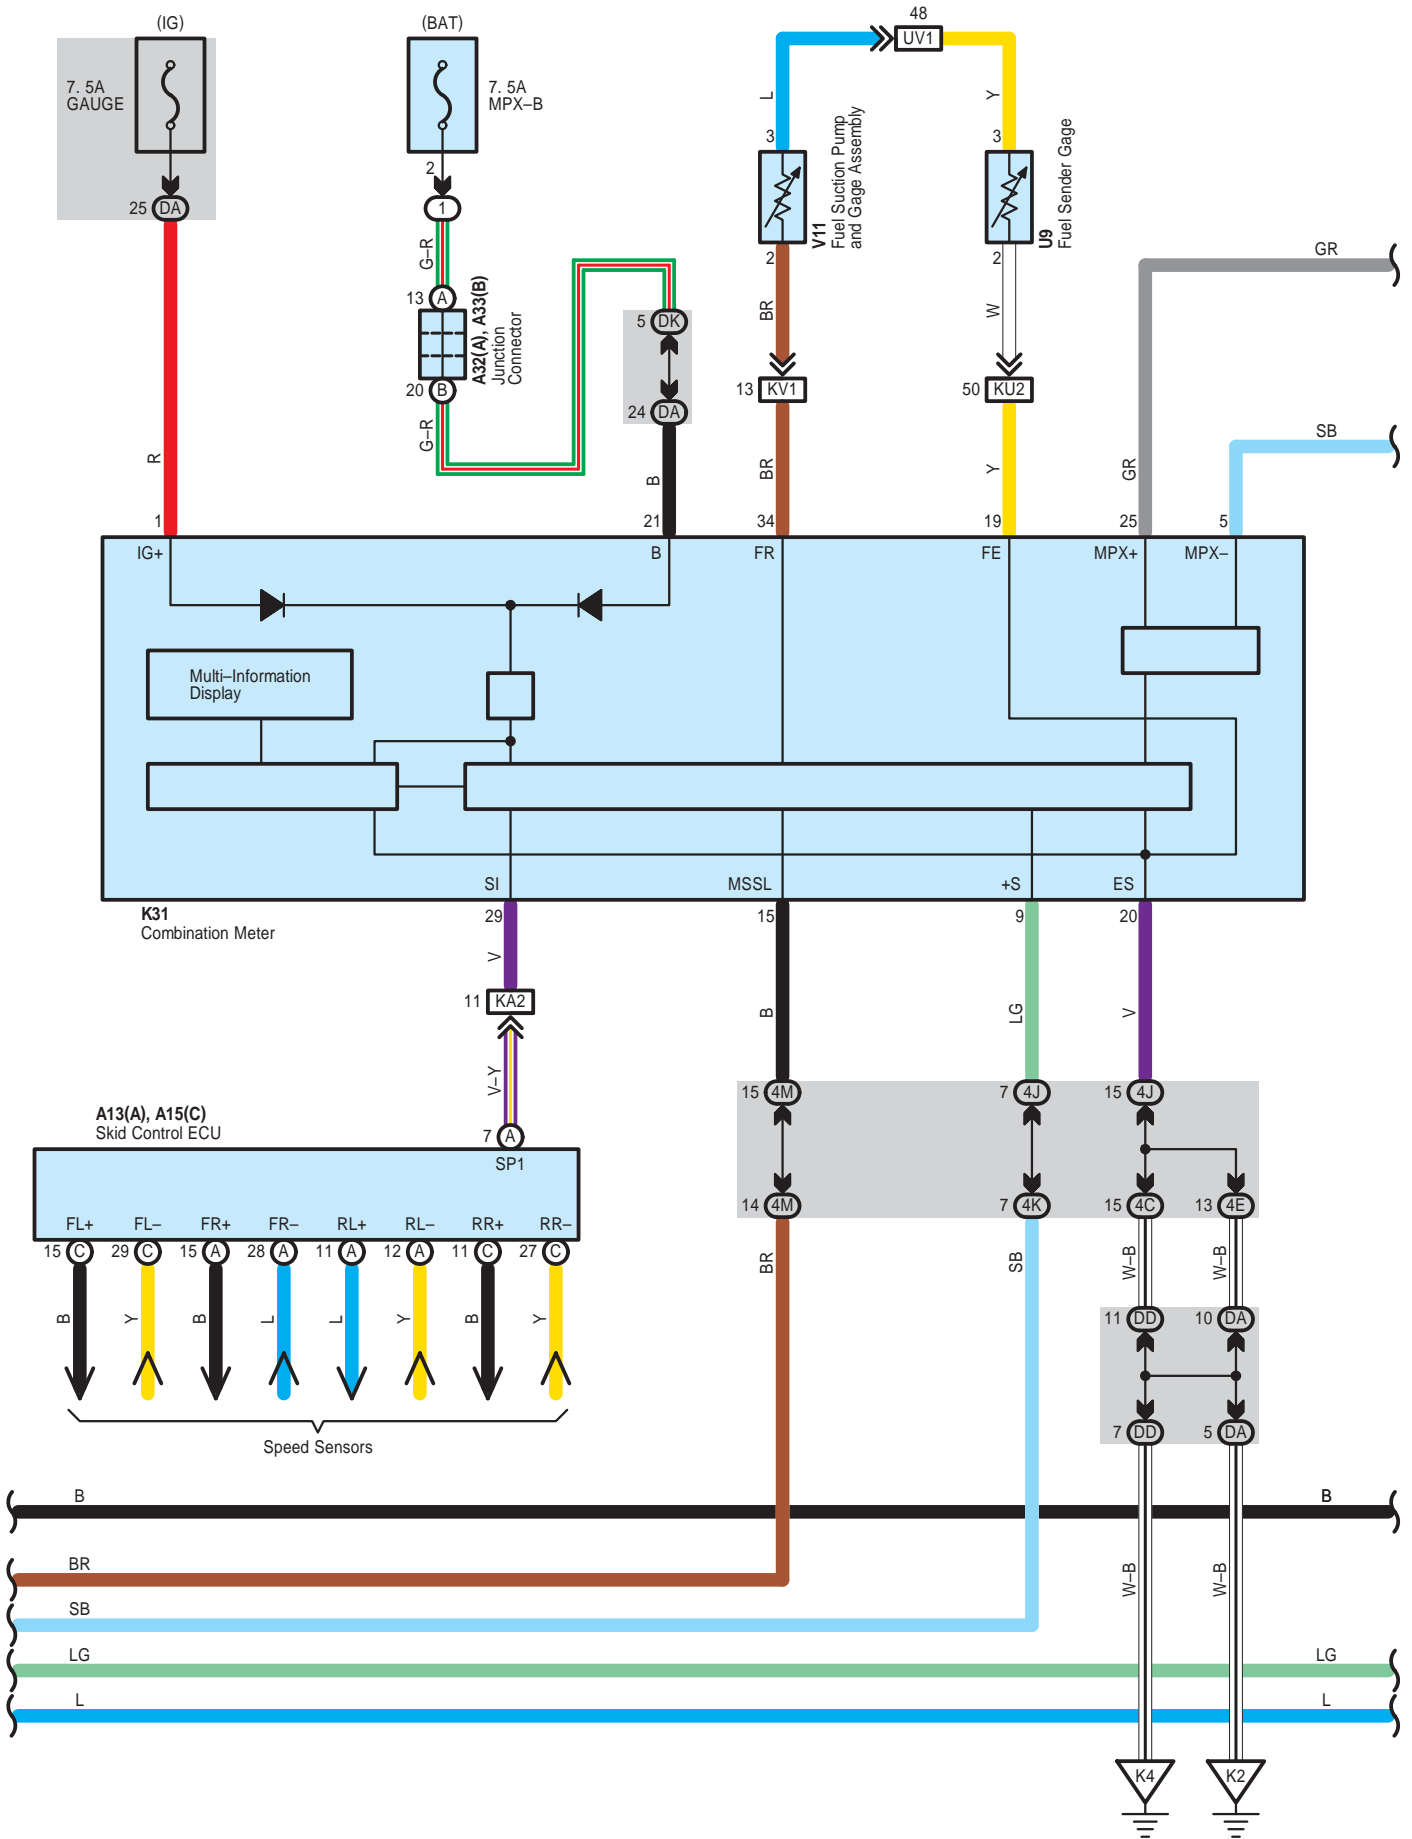 (IG)
(BAT)
48
UV1
7. 5A
GAUGE
7. 5A
MPX–B
2
25 DA
1
L
Y
3
3
V11
Fuel Suction Pump
and Gage Assembly
U9
Fuel Sender Gage
2
2
G–R
BR
W
GR
13 A
A32(A), A33(B)
Junction
Connector
20 B
5 DK
24 DA
13 KV1
50 KU2
SB
R
G–R
B
BR
Y
GR
1
21
34
19
25
5
IG+
B
FR
FE
MPX+
MPX–
Multi–Information
Display
SI
MSSL
+S
ES
K31
Combination Meter
29
15
9
20
V
11 KA2
B
LG
V
V–Y
A13(A), A15(C)
Skid Control ECU
7 A
SP1
15 4M
7 4J
15 4J
14 4M
7 4K
15 4C
13 4E
FL+
FL–
FR+
FR–
RL+
RL–
RR+
RR–
15 C
29 C
15 A
28 A
11 A
12 A
11 C
27 C
B
Y
B
L
L
Y
B
Y
BR
SB
W–B
W–B
11 DD
10 DA
7 DD
5 DA
Speed Sensors
B
B
BR
SB
W–B
W–B
LG
LG
L
L
K4
K2